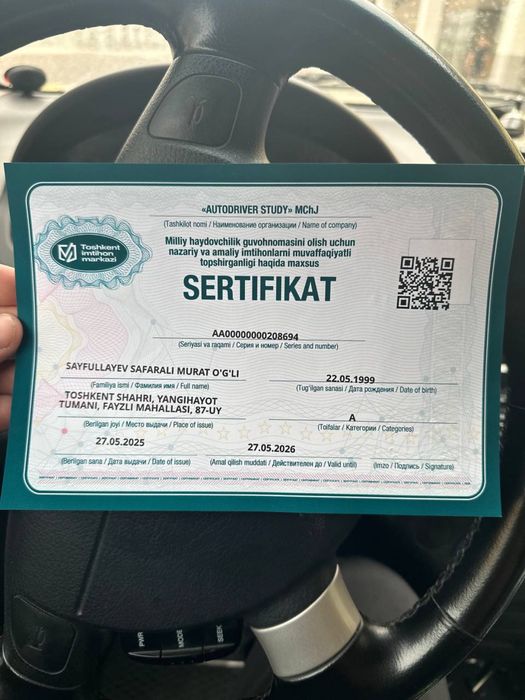 «AUTODRIVER STUDY» MChJ
(Tashkilot nomi / Наименование организации / Name of company)
Toshkent
imtihon
markazi
Milliy haydovchilik guvohnomasini olish uchun
nazariy va amaliy imtihonlarni muvaffaqiyatli
topshirganligi haqida maxsus
SERTIFIKAT
AA00000000208694
(Seriyasi va raqami / Серия и номер / Series and number)
SAYFULLAYEV SAFARALI MURAT O'G'LI
22.05.1999
(Familiya ismi / Фамилия имя / Full name)
(Tug'ilgan sanasi / Дата рождения / Date of birth)
TOSHKENT SHAHRI, YANGIHAYOT
TUMANI, FAYZLI MAHALLASI, 87-UY
A
(Berilgan joyi / Место выдачи / Place of issue)
(Toifalar / Категории / Categories)
27.05.2025
27.05.2026
(Berilgan sana / Дата выдачи / Date of issue)
(Amal qilish muddati / Действителен до / Valid until)
(Imzo / Подпись / Signature)
PWR
MODE
SEEK